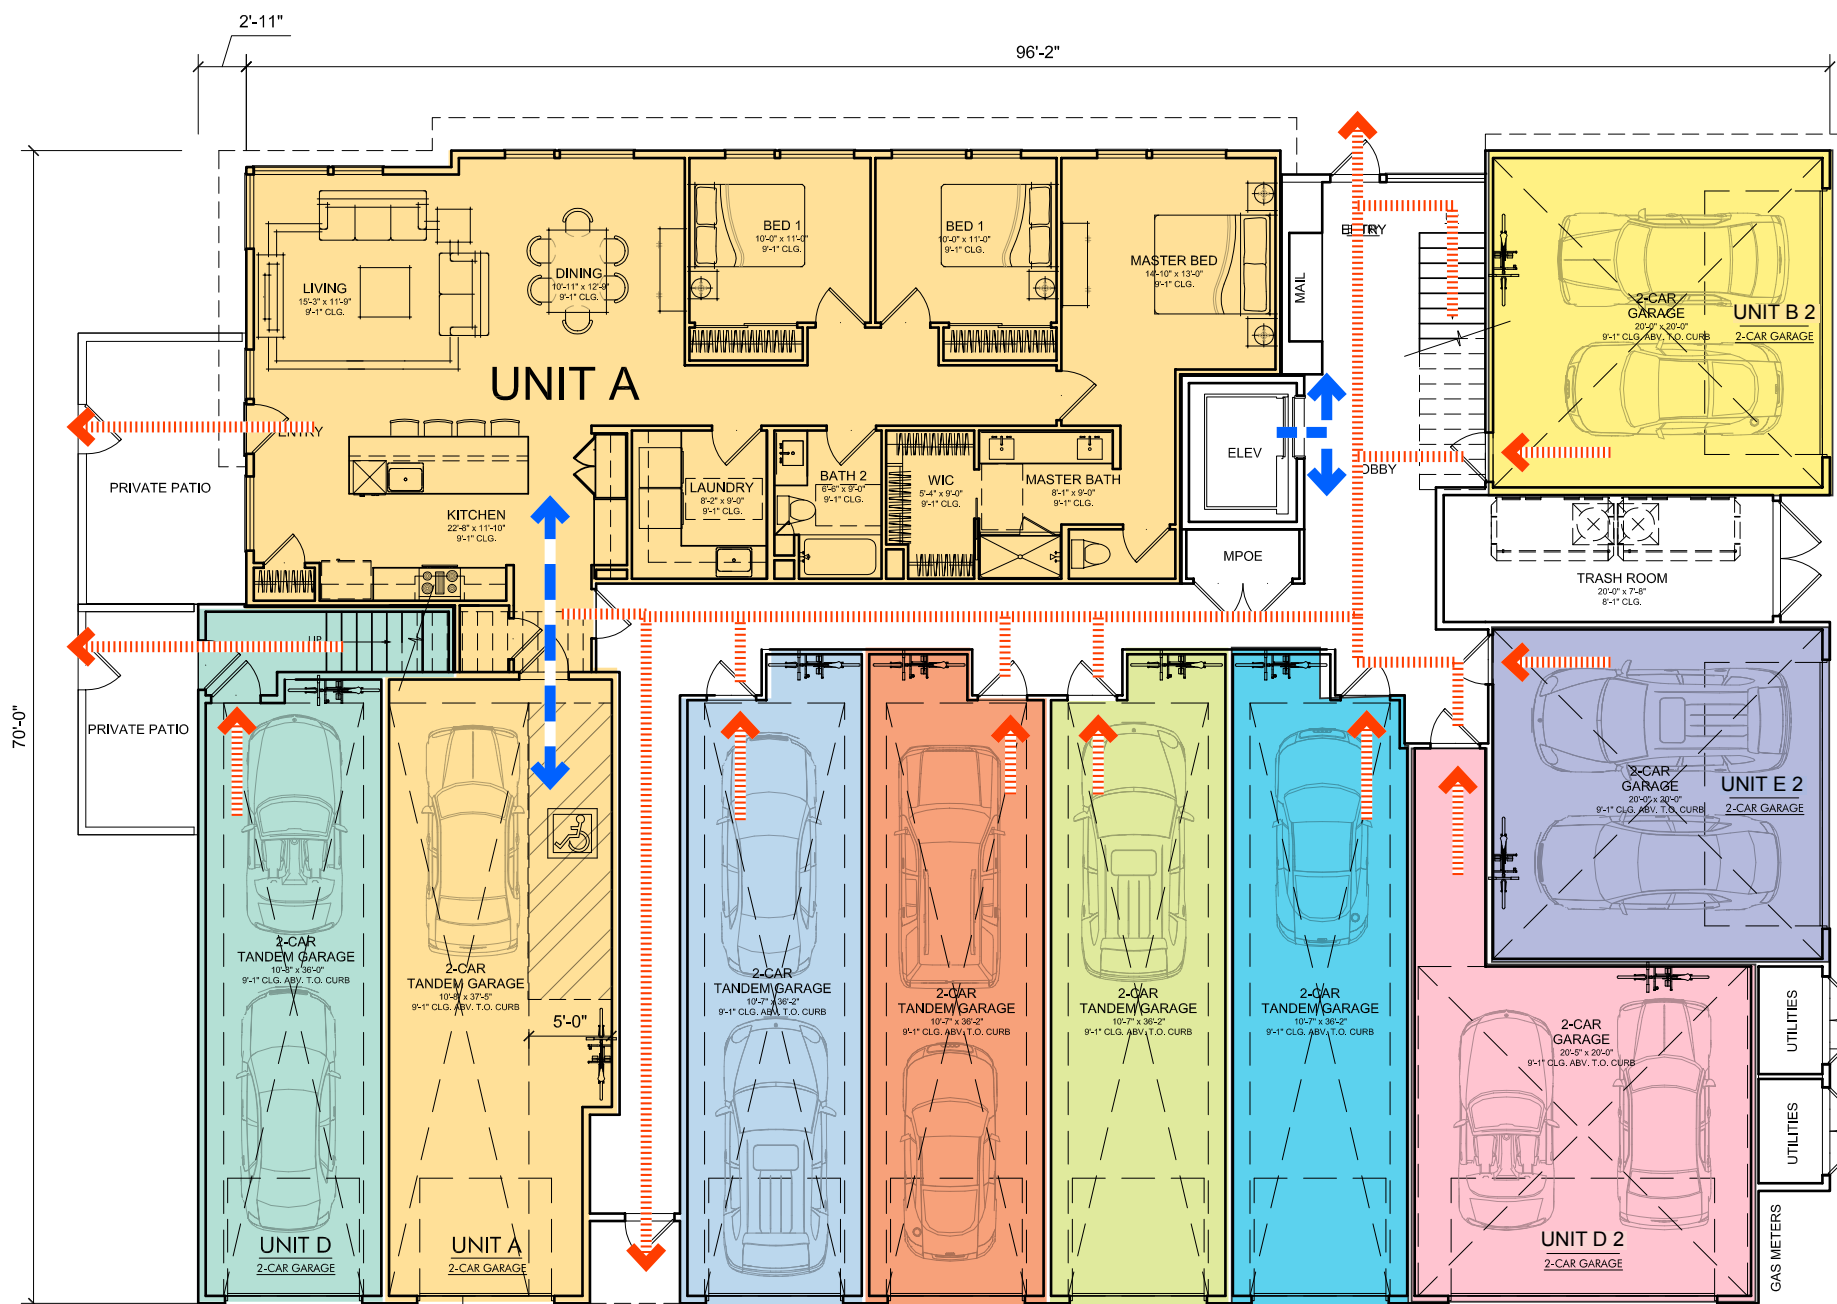 2'-11"
96'-2"
70'-0"
LIVING
15'-3" x 11'-9"
9'-1" CLG.
DINING
10'-11" x 12'-9"
9'-1" CLG.
BED 1
10'-0" x 11'-0"
9'-1" CLG.
BED 1
10'-0" x 11'-0"
9'-1" CLG.
MASTER BED
14'-10" x 13'-0"
9'-1" CLG.
MAIL
ENTRY
2-CAR
GARAGE
20'-0" x 20'-0"
9'-1" CLG. ABV. T.O. CURB
UNIT B 2
2-CAR GARAGE
UNIT A
ENTRY
PRIVATE PATIO
KITCHEN
22'-8" x 11'-10"
9'-1" CLG.
LAUNDRY
8'-2" x 9'-0"
9'-1" CLG.
BATH 2
6'-6" x 9'-0"
9'-1" CLG.
WIC
5'-4" x 9'-0"
9'-1" CLG.
MASTER BATH
8'-1" x 9'-0"
9'-1" CLG.
ELEV
LOBBY
MPOE
TRASH ROOM
20'-0" x 7'-8"
8'-1" CLG.
UP
PRIVATE PATIO
2-CAR
GARAGE
20'-0" x 20'-0"
9'-1" CLG. ABV. T.O. CURB
UNIT E 2
2-CAR GARAGE
2-CAR
TANDEM GARAGE
10'-8" x 36'-0"
9'-1" CLG. ABV. T.O. CURB
2-CAR
TANDEM GARAGE
10'-8" x 37'-5"
9'-1" CLG. ABV. T.O. CURB
5'-0"
2-CAR
TANDEM GARAGE
10'-7" x 36'-2"
9'-1" CLG. ABV. T.O. CURB
2-CAR
TANDEM GARAGE
10'-7" x 36'-2"
9'-1" CLG. ABV. T.O. CURB
2-CAR
TANDEM GARAGE
10'-7" x 36'-2"
9'-1" CLG. ABV. T.O. CURB
2-CAR
TANDEM GARAGE
10'-7" x 36'-2"
9'-1" CLG. ABV. T.O. CURB
2-CAR
GARAGE
20'-5" x 20'-0"
9'-1" CLG. ABV. T.O. CURB
UTILITIES
UTILITIES
GAS METERS
UNIT D
2-CAR GARAGE
UNIT A
2-CAR GARAGE
UNIT D 2
2-CAR GARAGE